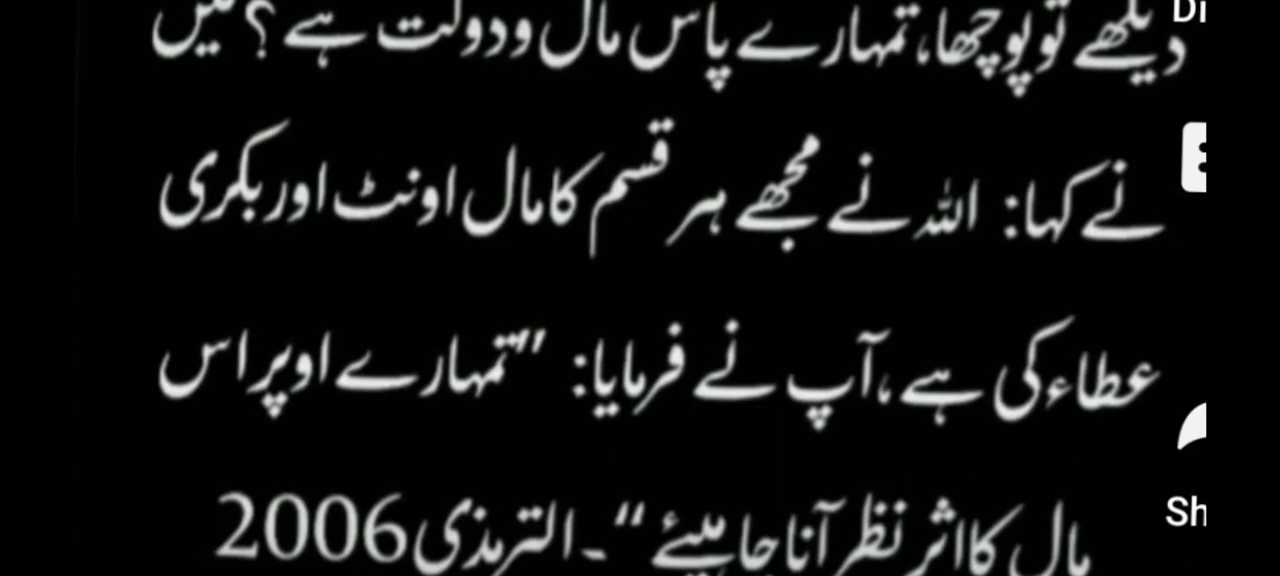 دیکھے تو پوچھا، تمہارے پاس مال ودولت ہے؟ میں
نے کہا: اللہ نے مجھے ہر قسم کا مال اونٹ اور بکری
عطاء کی ہے، آپ نے فرمایا: "تمہارے اوپر اس
مال کا اثر نظر آنا چاہیئے"۔ الترمذی 2006